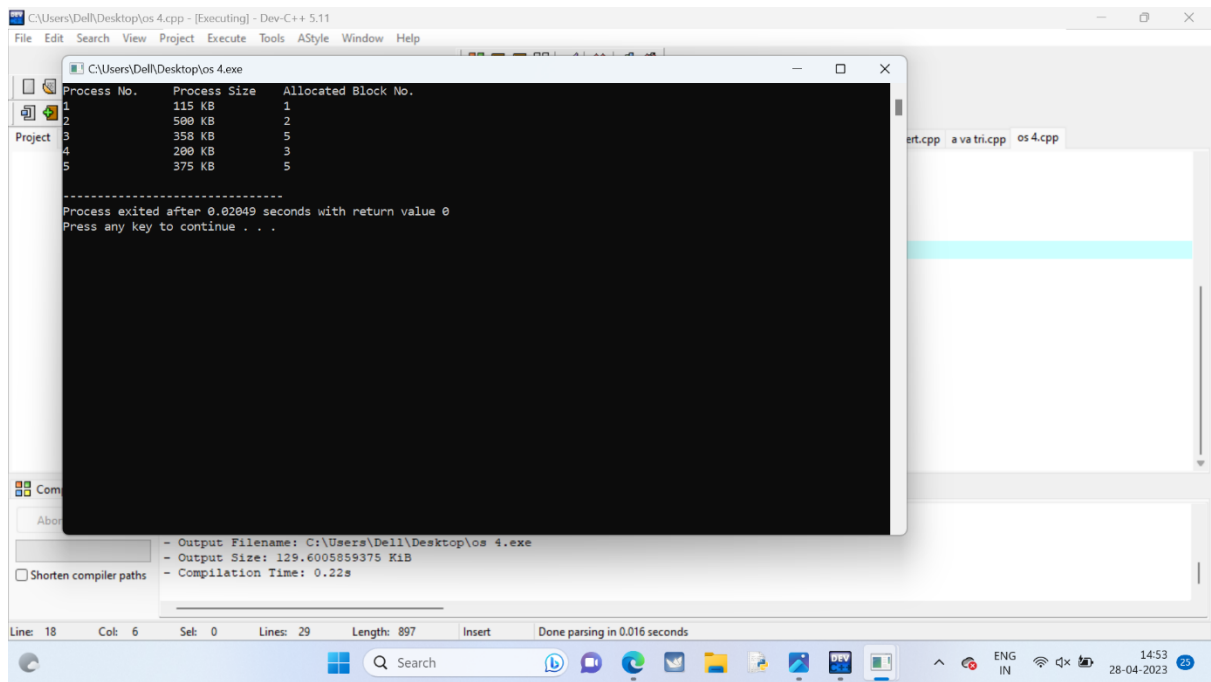 C:\Users\Dell\Desktop\os 4.cpp - [Executing] - Dev-C++ 5.11
File Edit Search View Project Execute Tools AStyle Window Help
C:\Users\Dell\Desktop\os 4.exe
Process No. Process Size Allocated Block No.
1 115 KB 1
2 500 KB 2
3 358 KB 5
4 200 KB 3
5 375 KB 5
--------------------------------
Process exited after 0.02049 seconds with return value 0
Press any key to continue . . .
Project
ert.cpp a va tri.cpp os 4.cpp
Com
Abor
- Output Filename: C:\Users\Dell\Desktop\os 4.exe
- Output Size: 129.6005859375 KiB
- Compilation Time: 0.22s
Shorten compiler paths
Line: 18 Col: 6 Sel: 0 Lines: 29 Length: 897 Insert Done parsing in 0.016 seconds
Search
DEV
ENG
IN
14:53
28-04-2023
25